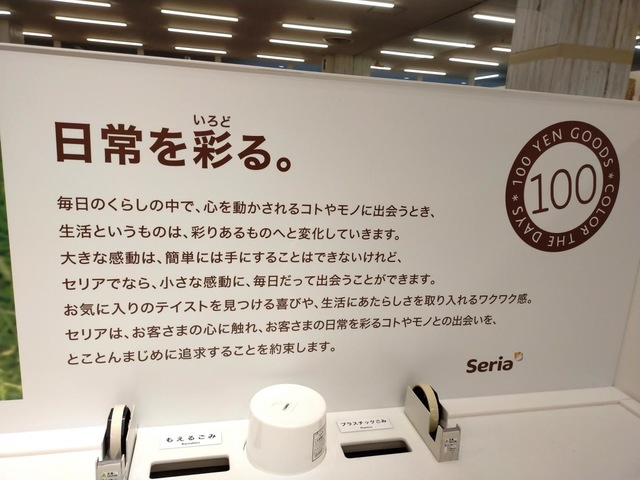 いろど
日常を彩る。
100 YEN GOODS * COLOR THE DAYS *
100
毎日のくらしの中で、心を動かされるコトやモノに出会うとき、
生活というものは、彩りあるものへと変化していきます。
大きな感動は、簡単には手にすることはできないけれど、
セリアでなら、小さな感動に、毎日だって出会うことができます。
お気に入りのテイストを見つける喜びや、生活にあたらしさを取り入れるワクワク感。
セリアは、お客さまの心に触れ、お客さまの日常を彩るコトやモノとの出会いを、
とことんまじめに追求することを約束します。
Seria
もえるごみ
プラスチックごみ